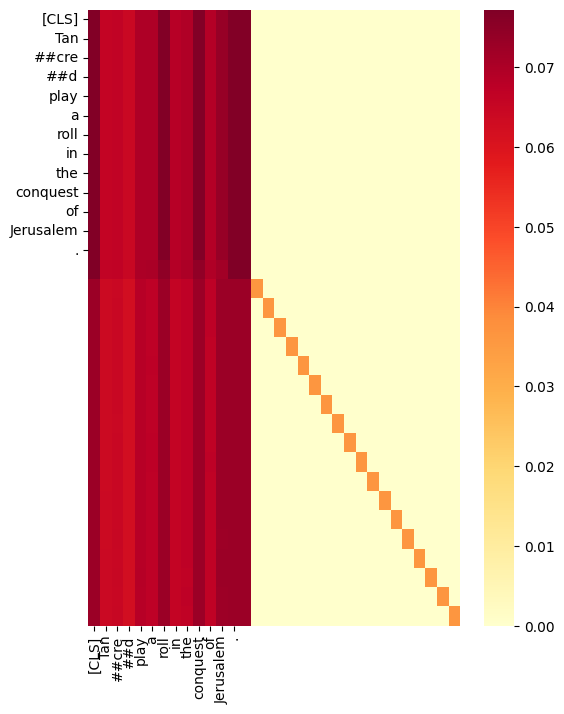 [CLS]
Tan
##cre
##d
play
a
roll
in
the
conquest
of
Jerusalem
.
0.07
0.06
0.05
0.04
0.03
0.02
0.01
0.00
[CLS]
Tan
##cre
##d
play
a
roll
in
the
conquest
of
Jerusalem
.